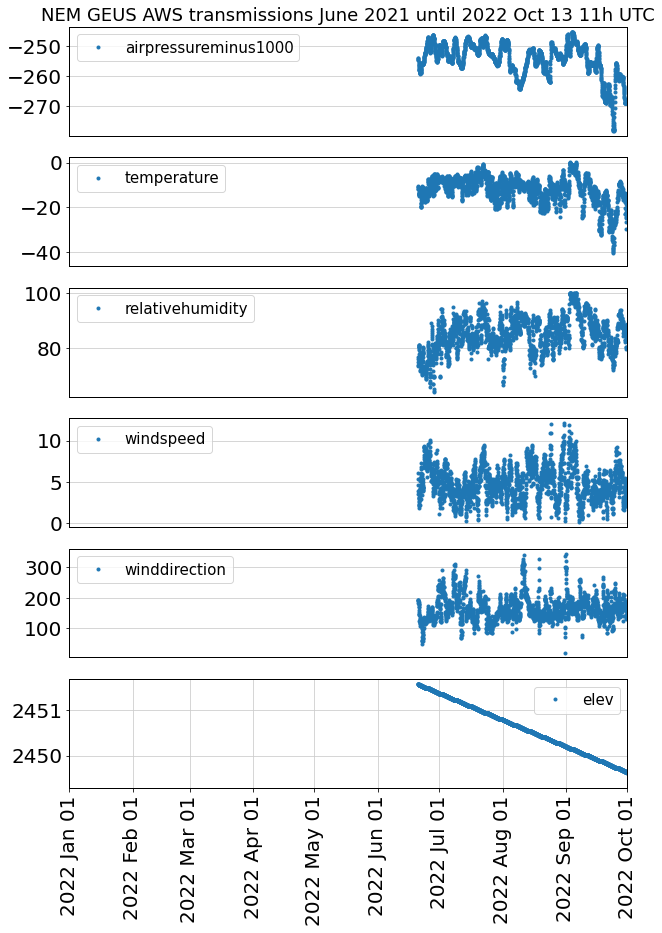 NEM GEUS AWS transmissions June 2021 until 2022 Oct 13 11h UTC
airpressureminus1000
−250
−260
−270
temperature
0
−20
−40
relativehumidity
100
80
windspeed
10
5
0
winddirection
300
200
100
elev
2451
2450
2022 Jan 01
2022 Feb 01
2022 Mar 01
2022 Apr 01
2022 May 01
2022 Jun 01
2022 Jul 01
2022 Aug 01
2022 Sep 01
2022 Oct 01